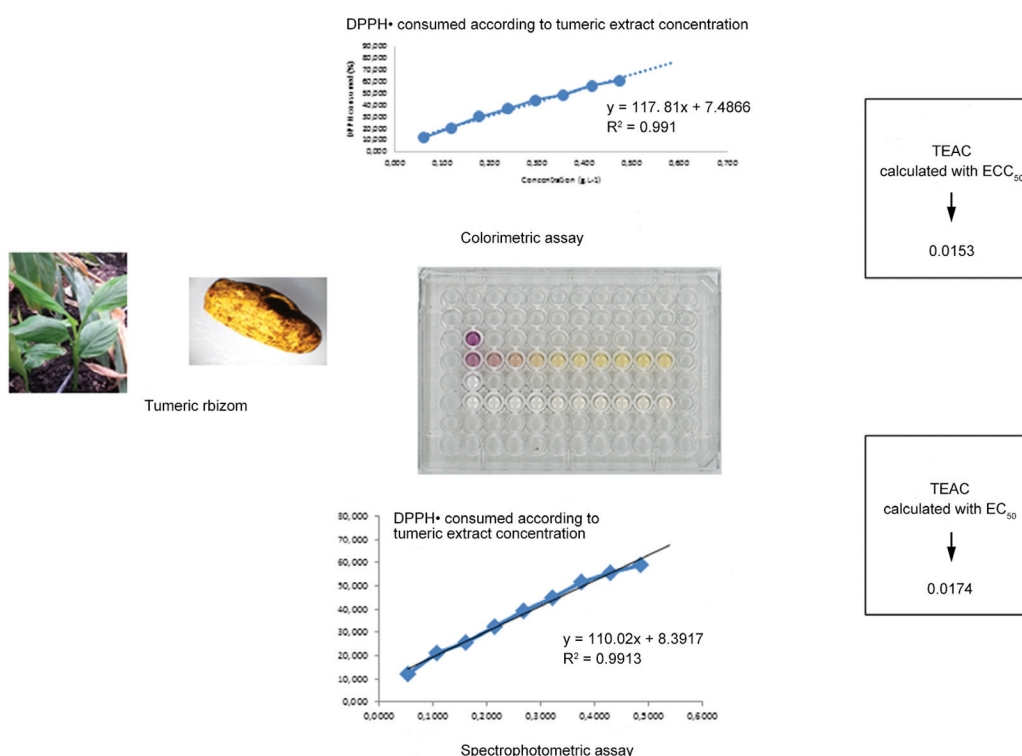 DPPH• consumed according to tumeric extract concentration
90,000
80,000
70,000
60,000
50,000
40,000
30,000
20,000
10,000
0,000
DPPH consumed (%)
0,000 0,100 0,200 0,300 0,400 0,500 0,600 0,700
Concentration (g.L-1)
y = 117. 81x + 7.4866
R² = 0.991
TEAC
calculated with ECC₅₀
0.0153
Colorimetric assay
Tumeric rbizom
DPPH• consumed according to
tumeric extract concentration
80,000
70,000
60,000
50,000
40,000
30,000
20,000
10,000
0,000
0,0000 0,1000 0,2000 0,3000 0,4000 0,5000 0,6000
y = 110.02x + 8.3917
R² = 0.9913
TEAC
calculated with EC₅₀
0.0174
Spectrophotometric assay